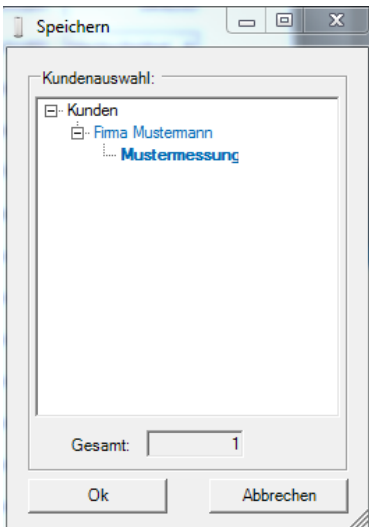 Speichern
Kundenauswahl:
Kunden
Firma Mustermann
Mustermessung
Gesamt: 1
Ok Abbrechen